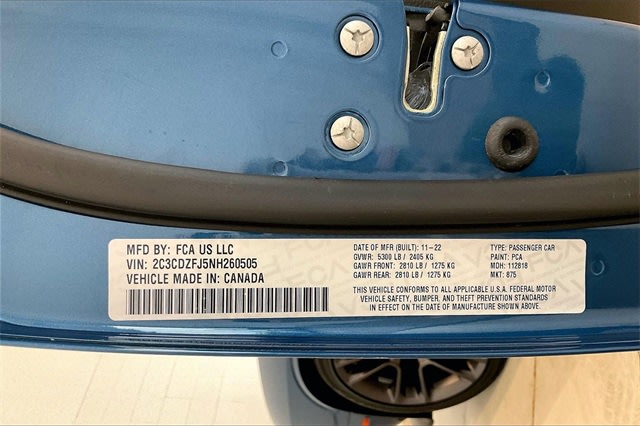 MFD BY: FCA US LLC
VIN: 2C3CDZFJ5NH260505
VEHICLE MADE IN: CANADA
DATE OF MFR (BUILT): 11-22
GVWR: 5300 LB / 2405 KG
GAWR FRONT: 2810 LB / 1275 KG
GAWR REAR: 2810 LB / 1275 KG
TYPE: PASSENGER CAR
PAINT: PCA
MDH: 112818
MKT: 875
THIS VEHICLE CONFORMS TO ALL APPLICABLE U.S.A. FEDERAL MOTOR
VEHICLE SAFETY, BUMPER, AND THEFT PREVENTION STANDARDS
IN EFFECT ON THE DATE OF MANUFACTURE SHOWN ABOVE.